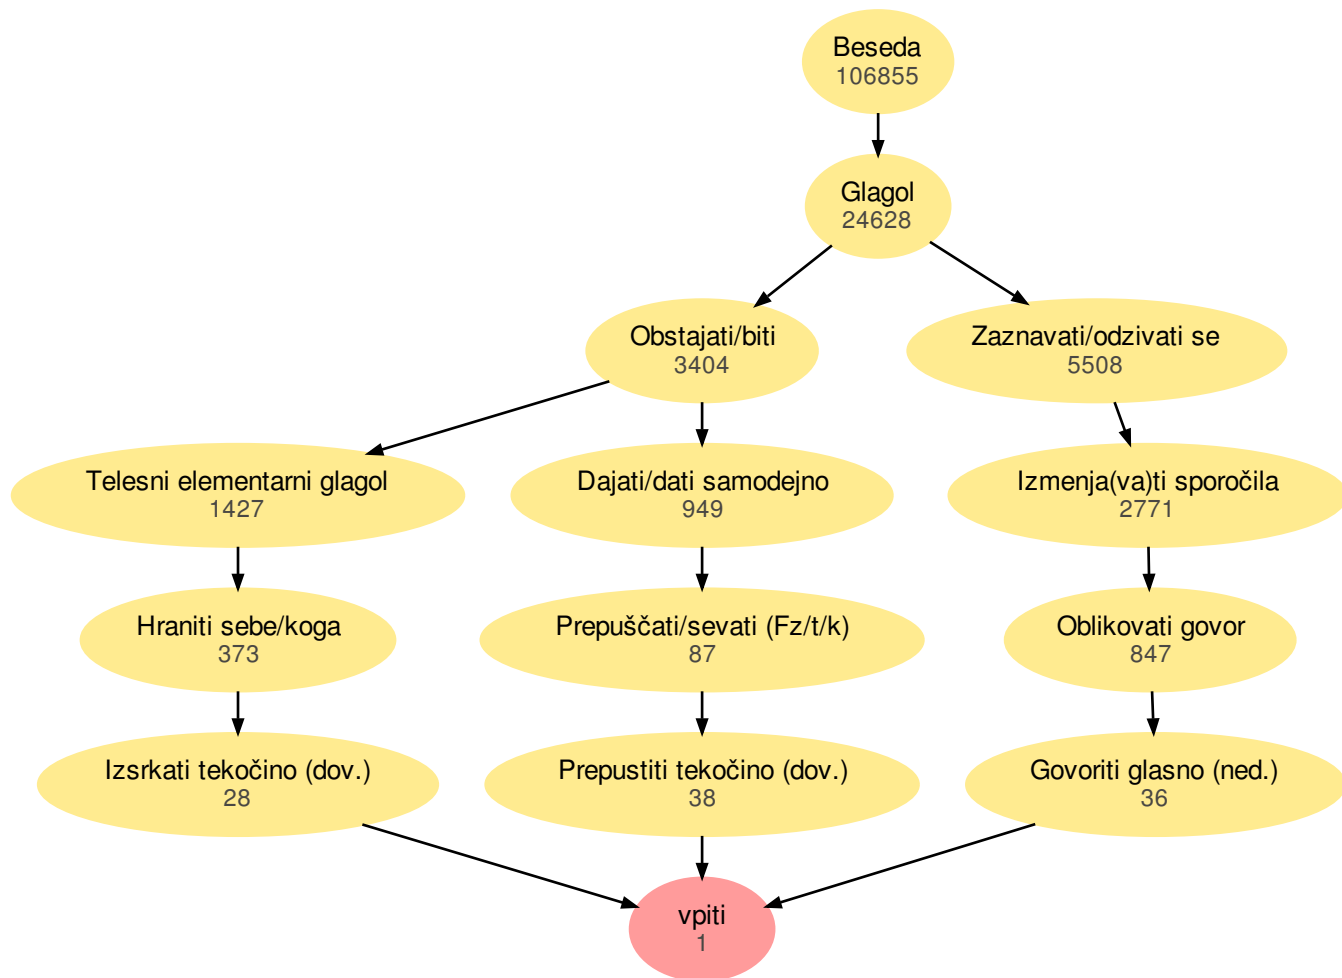 Beseda
106855
Glagol
24628
Obstajati/biti
3404
Zaznavati/odzivati se
5508
Telesni elementarni glagol
1427
Dajati/dati samodejno
949
Izmenja(va)ti sporočila
2771
Hraniti sebe/koga
373
Prepuščati/sevati (Fz/t/k)
87
Oblikovati govor
847
Izsrkati tekočino (dov.)
28
Prepustiti tekočino (dov.)
38
Govoriti glasno (ned.)
36
vpiti
1